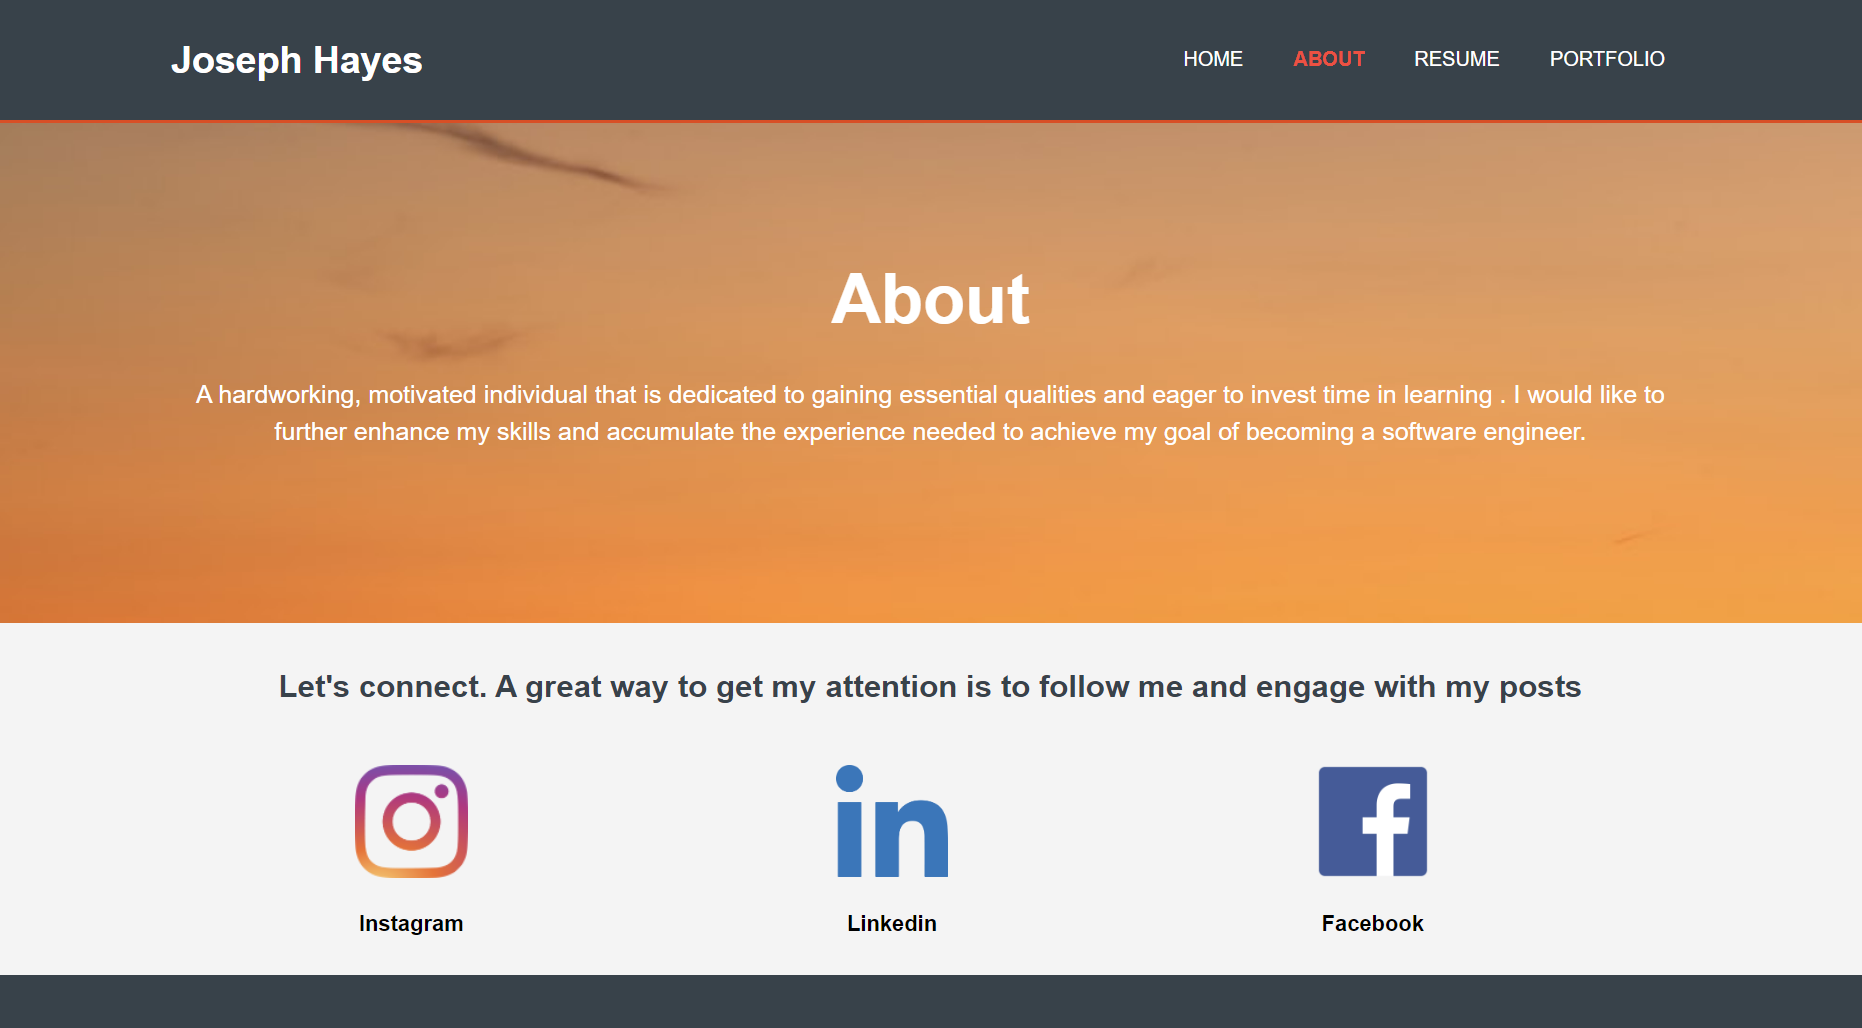 Joseph Hayes
HOME ABOUT RESUME PORTFOLIO
About
A hardworking, motivated individual that is dedicated to gaining essential qualities and eager to invest time in learning . I would like to
further enhance my skills and accumulate the experience needed to achieve my goal of becoming a software engineer.
Let's connect. A great way to get my attention is to follow me and engage with my posts
in
f
Instagram
Linkedin
Facebook